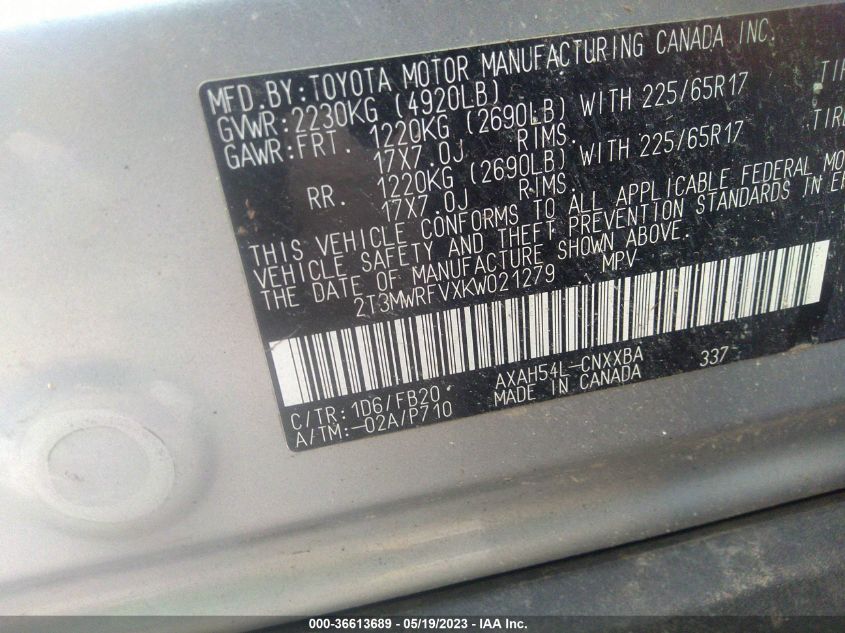 MFD.BY:TOYOTA MOTOR MANUFACTURING CANADA INC.
GVWR:2230KG (4920LB)
GAWR:FRT. 1220KG (2690LB) WITH 225/65R17 TIR
17X7.0J RIMS.
RR. 1220KG (2690LB) WITH 225/65R17 TIRE
17X7.0J RIMS.
THIS VEHICLE CONFORMS TO ALL APPLICABLE FEDERAL MO
VEHICLE SAFETY AND THEFT PREVENTION STANDARDS IN EF
THE DATE OF MANUFACTURE SHOWN ABOVE.
2T3MWRFVXKW021279 MPV
C/TR:1D6/FB20 AXAH54L-CNXXBA 337
A/TM:-02A/P710 MADE IN CANADA
000-36613689 - 05/19/2023 - IAA Inc.